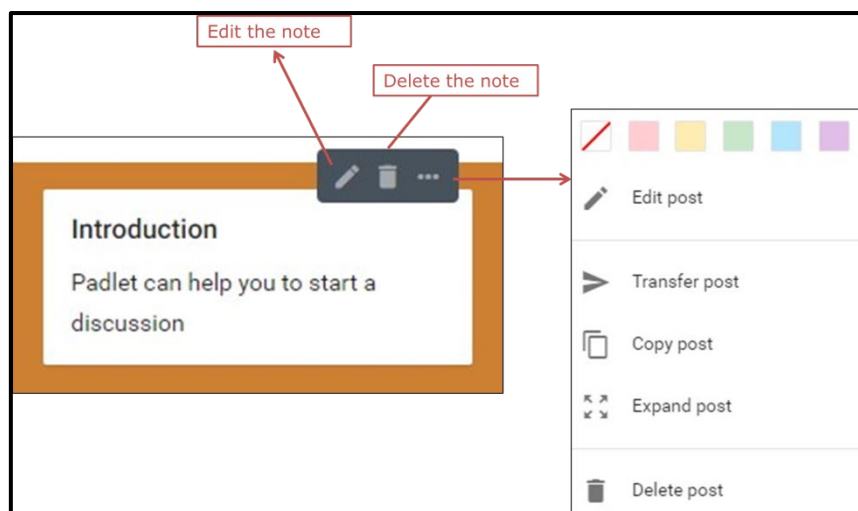 Edit the note
Delete the note
Introduction
Padlet can help you to start a
discussion
Edit post
Transfer post
Copy post
Expand post
Delete post